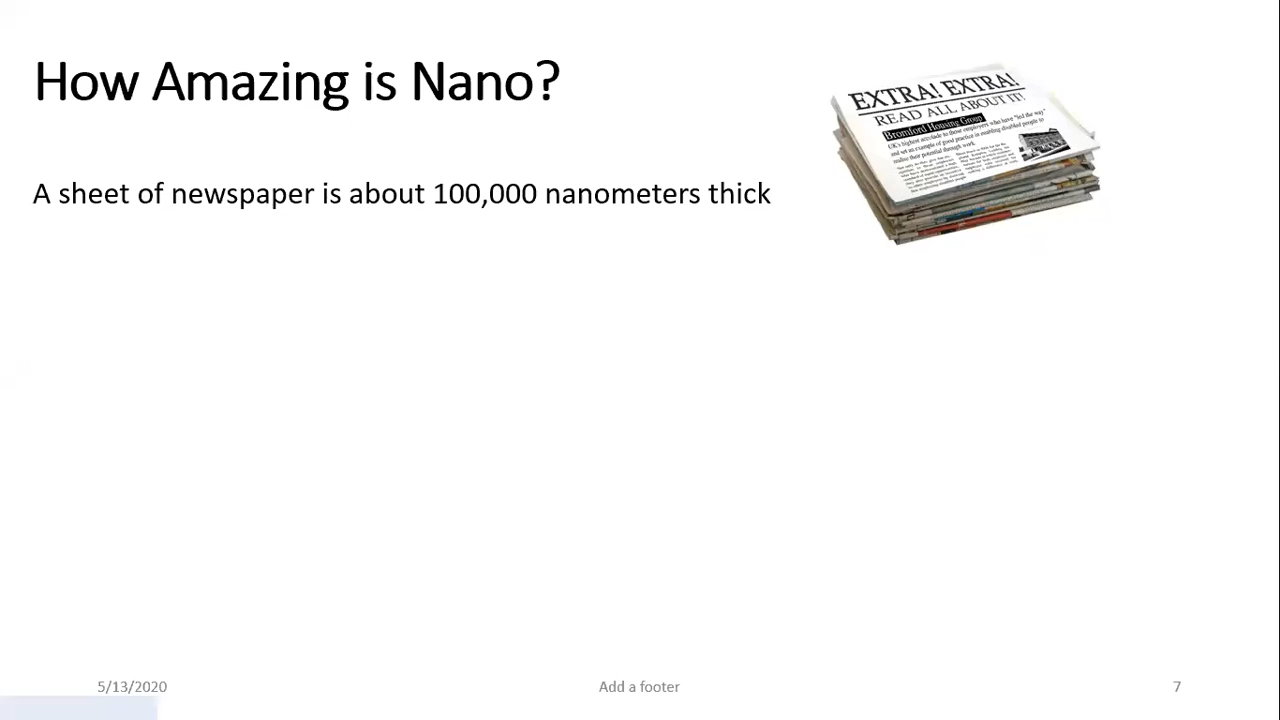 How Amazing is Nano?
EXTRA! EXTRA!
READ ALL ABOUT IT!
Bromford Housing Group
A sheet of newspaper is about 100,000 nanometers thick
5/13/2020
Add a footer
7